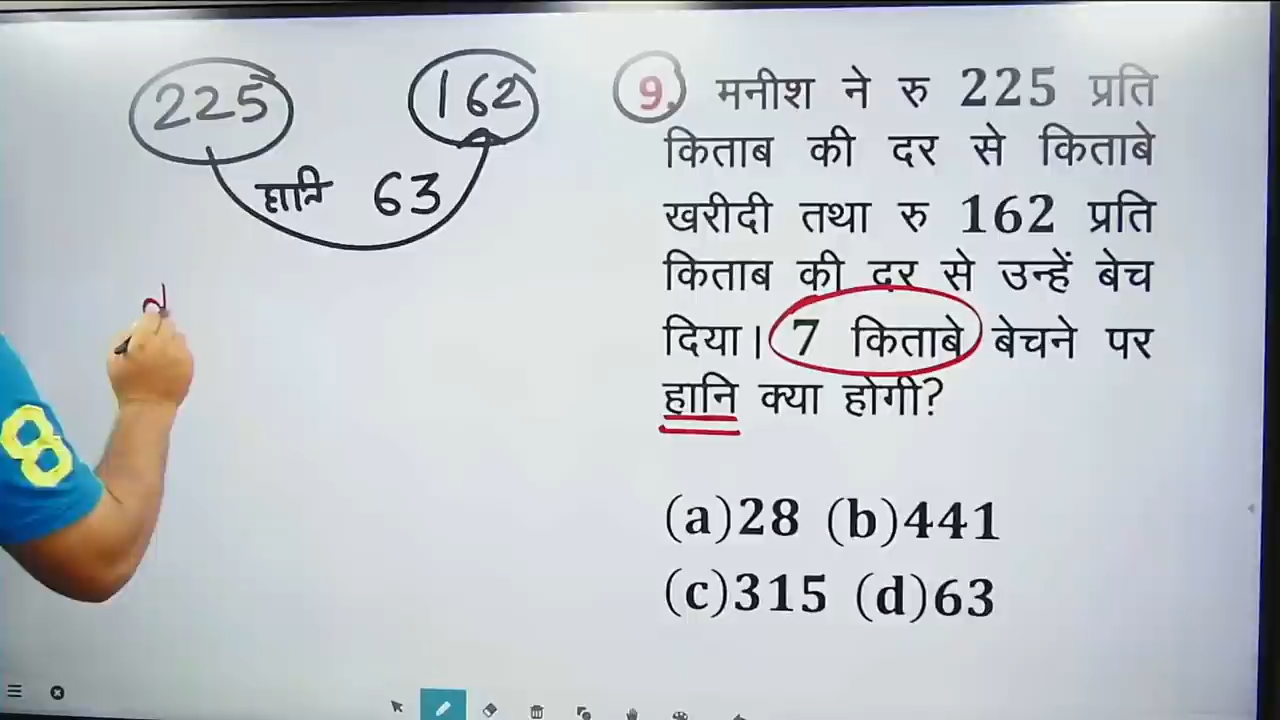 225 162
हानि 63
9. मनीश ने रु 225 प्रति
किताब की दर से किताबे
खरीदी तथा रु 162 प्रति
किताब की दर से उन्हें बेच
दिया। 7 किताबे बेचने पर
हानि क्या होगी?
(a)28 (b)441
(c)315 (d)63
8